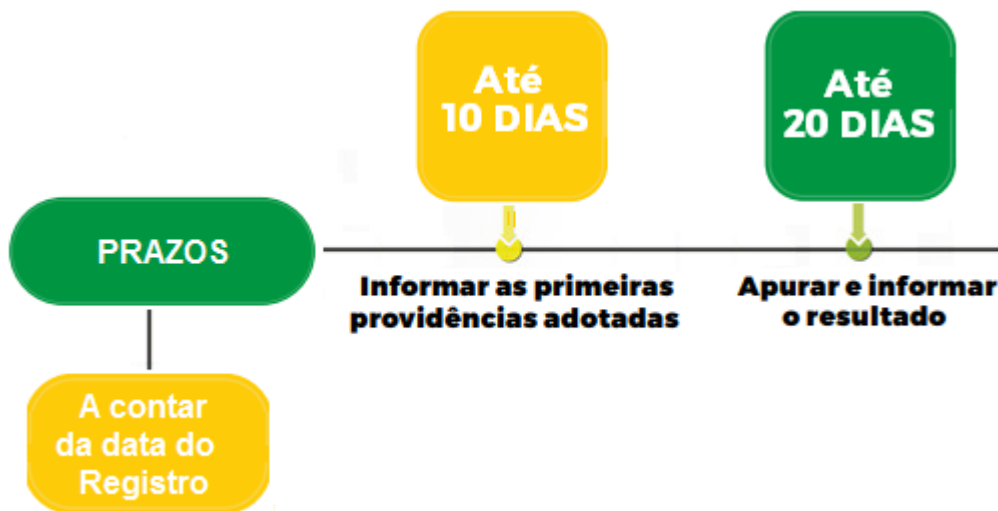 Até
10 DIAS
Até
20 DIAS
PRAZOS
Informar as primeiras
providências adotadas
Apurar e informar
o resultado
A contar
da data do
Registro